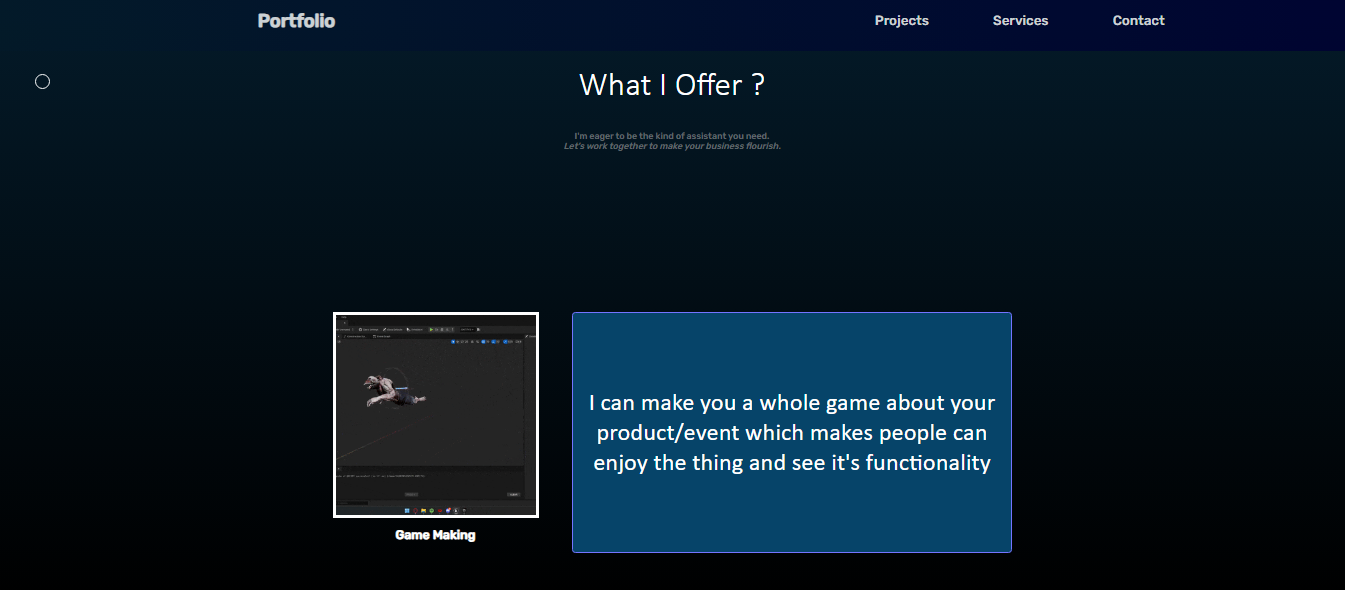 Portfolio
Projects
Services
Contact
What I Offer ?
I'm eager to be the kind of assistant you need.
Let's work together to make your business flourish.
I can make you a whole game about your
product/event which makes people can
enjoy the thing and see it's functionality
Game Making